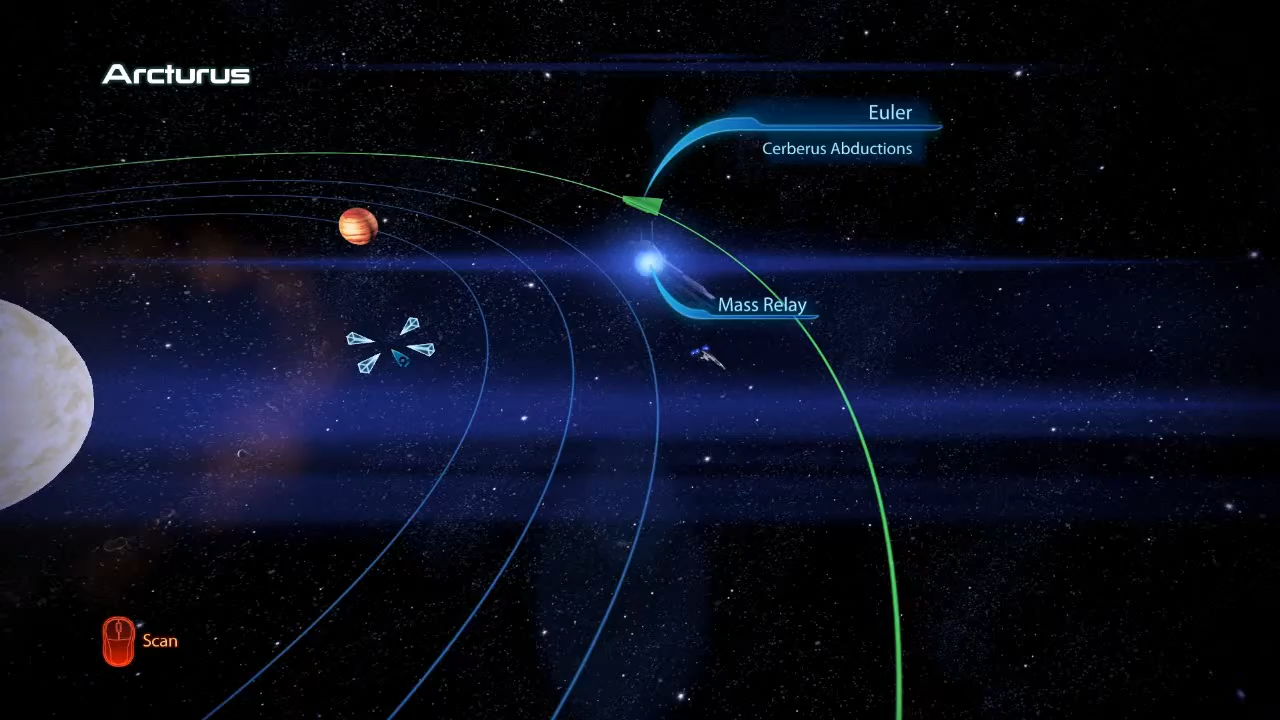 Arcturus
Euler
Cerberus Abductions
Mass Relay
Scan